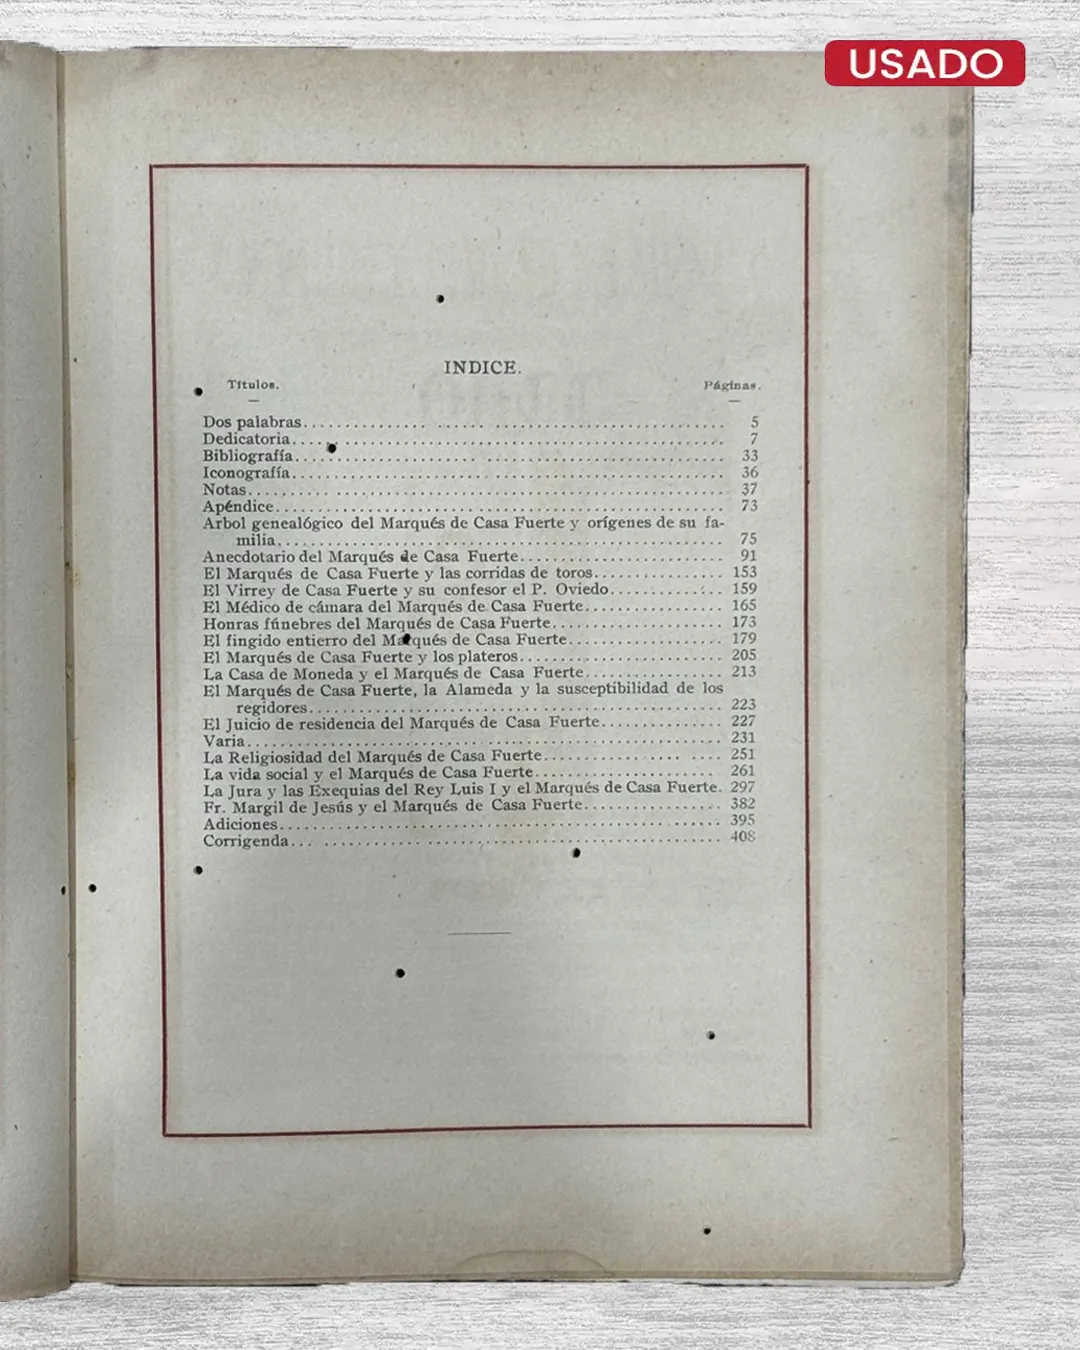 USADO
INDICE.
Títulos. Páginas.
Dos palabras........................................ 5
Dedicatoria........................................ 7
Bibliografía........................................ 33
Iconografía........................................ 36
Notas........................................ 37
Apéndice........................................ 73
Arbol genealógico del Marqués de Casa Fuerte y orígenes de su fa-
milia........................................ 75
Anecdotario del Marqués de Casa Fuerte.................... 91
El Marqués de Casa Fuerte y las corridas de toros................ 153
El Virrey de Casa Fuerte y su confesor el P. Oviedo.............. 159
El Médico de cámara del Marqués de Casa Fuerte................. 165
Honras fúnebres del Marqués de Casa Fuerte..................... 173
El fingido entierro del Marqués de Casa Fuerte................... 179
El Marqués de Casa Fuerte y los plateros........................ 205
La Casa de Moneda y el Marqués de Casa Fuerte................. 213
El Marqués de Casa Fuerte, la Alameda y la susceptibilidad de los
regidores........................................ 223
El Juicio de residencia del Marqués de Casa Fuerte............... 227
Varia........................................ 231
La Religiosidad del Marqués de Casa Fuerte...................... 251
La vida social y el Marqués de Casa Fuerte...................... 261
La Jura y las Exequias del Rey Luis I y el Marqués de Casa Fuerte. 297
Fr. Margil de Jesús y el Marqués de Casa Fuerte................. 382
Adiciones........................................ 395
Corrigenda........................................ 408